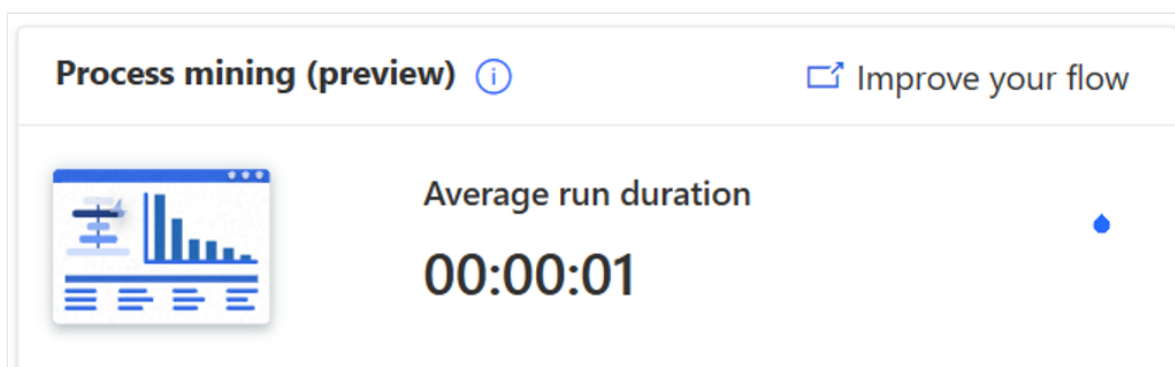 Process mining (preview)
Improve your flow
Average run duration
00:00:01